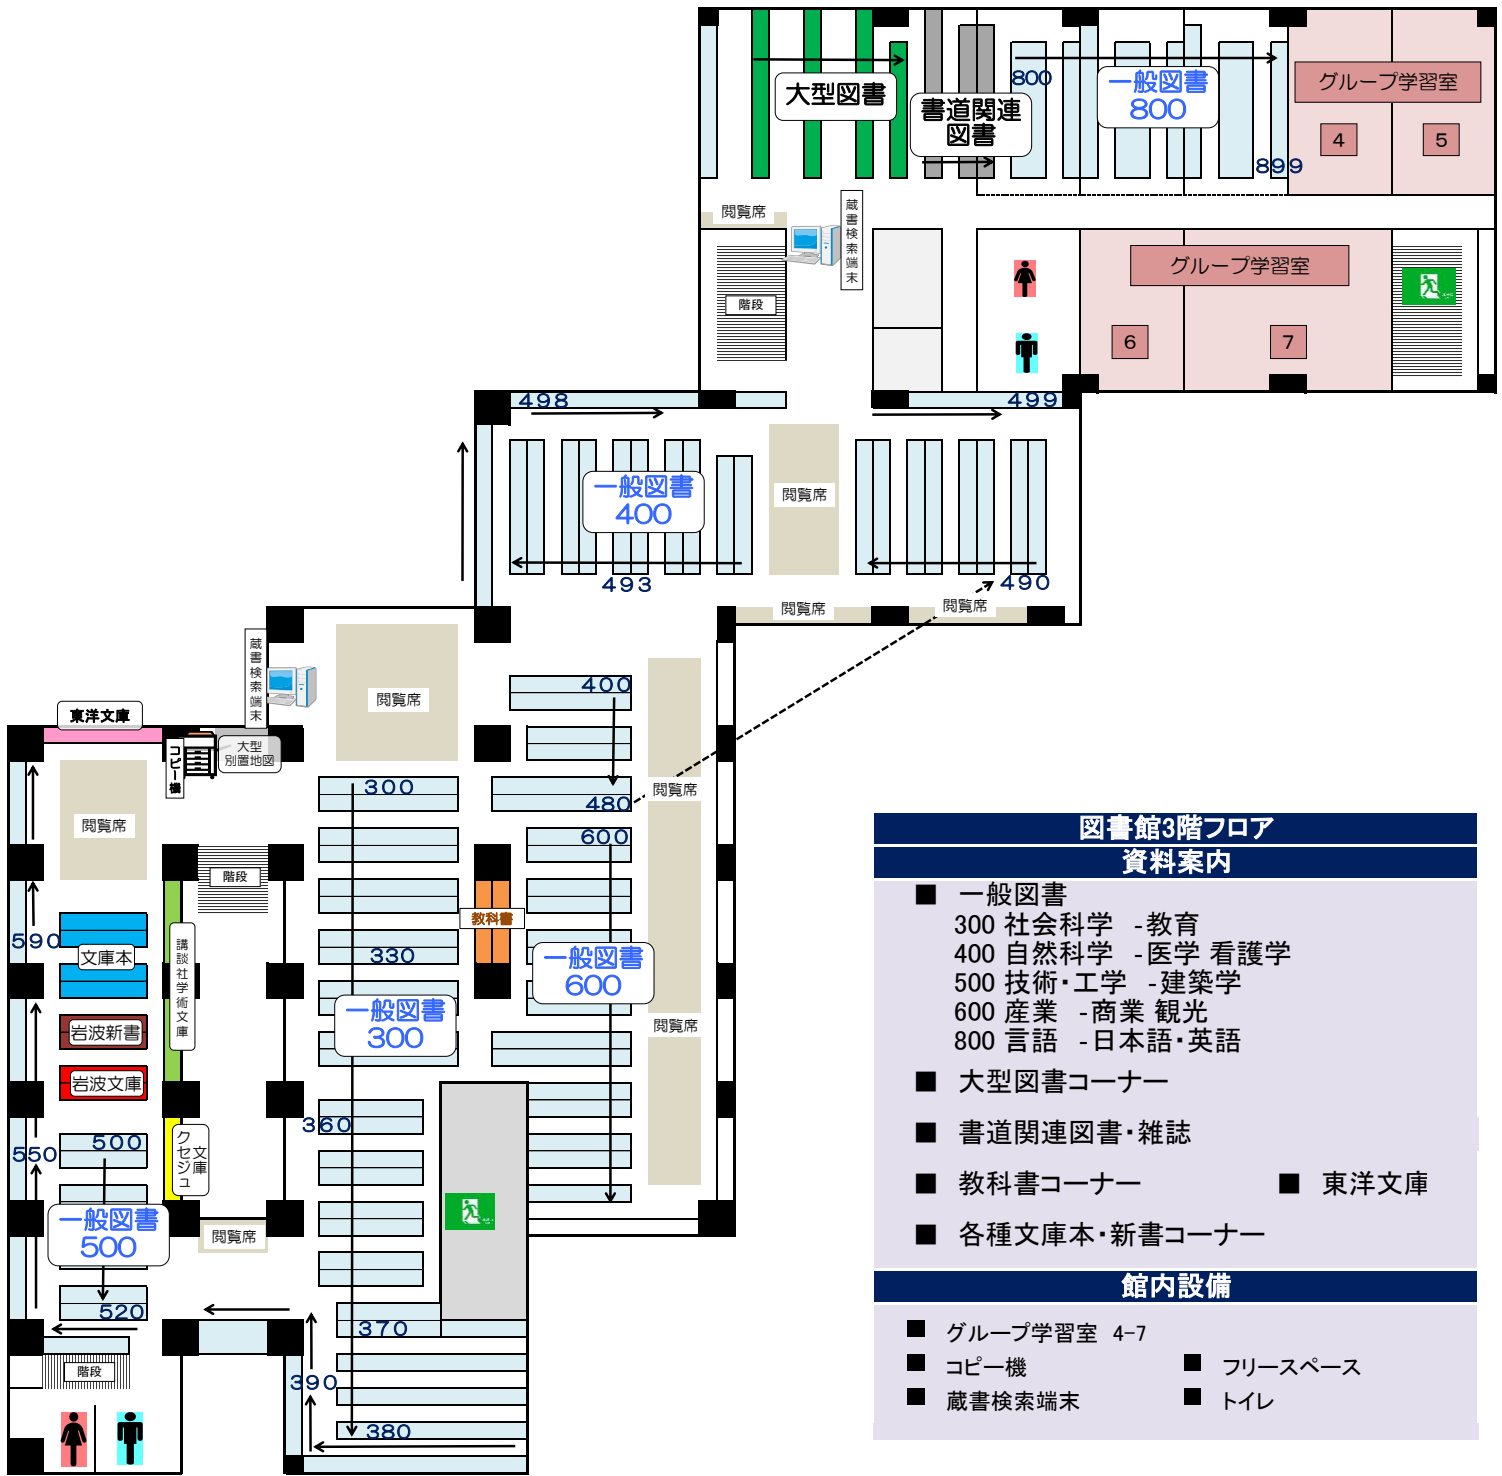 800
一般図書
800
グループ学習室
大型図書
書道関連
図書
4
5
899
閲覧席
蔵書検索端末
グループ学習室
階段
6
7
498
499
一般図書
400
閲覧席
493
490
閲覧席
閲覧席
蔵書検索端末
400
閲覧席
東洋文庫
コピー機
大型
別置地図
300
480
閲覧席
閲覧席
600
階段
590
文庫本
講談社学術文庫
教科書
330
一般図書
600
一般図書
300
岩波新書
閲覧席
岩波文庫
360
500
550
文庫
クセジュ
一般図書
500
閲覧席
520
370
階段
390
380
図書館3階フロア
資料案内
■ 一般図書
300 社会科学 -教育
400 自然科学 -医学 看護学
500 技術・工学 -建築学
600 産業 -商業 観光
800 言語 -日本語・英語
■ 大型図書コーナー
■ 書道関連図書・雑誌
■ 教科書コーナー ■ 東洋文庫
■ 各種文庫本・新書コーナー
館内設備
■ グループ学習室 4-7
■ コピー機 ■ フリースペース
■ 蔵書検索端末 ■ トイレ